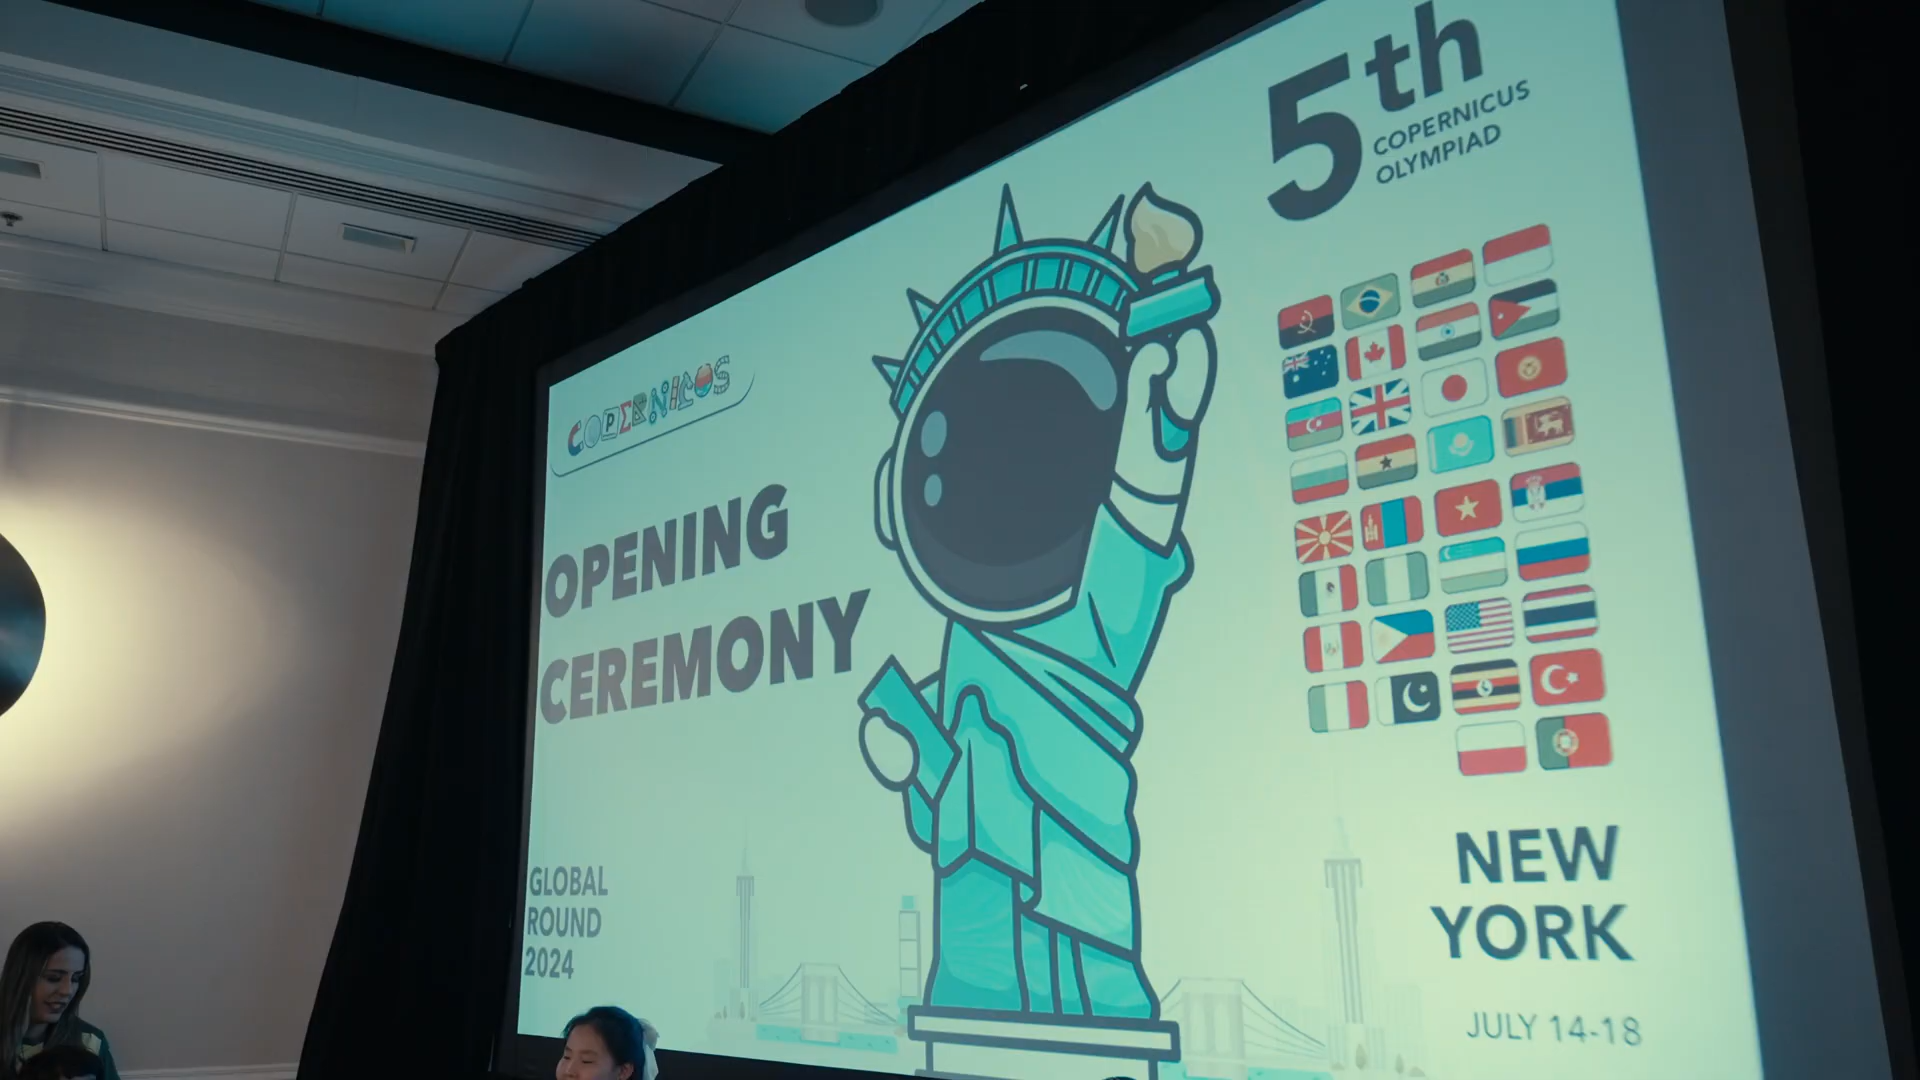 5th
COPERNICUS
OLYMPIAD
COPERNICUS
OPENING
CEREMONY
GLOBAL
ROUND
2024
NEW
YORK
JULY 14-18